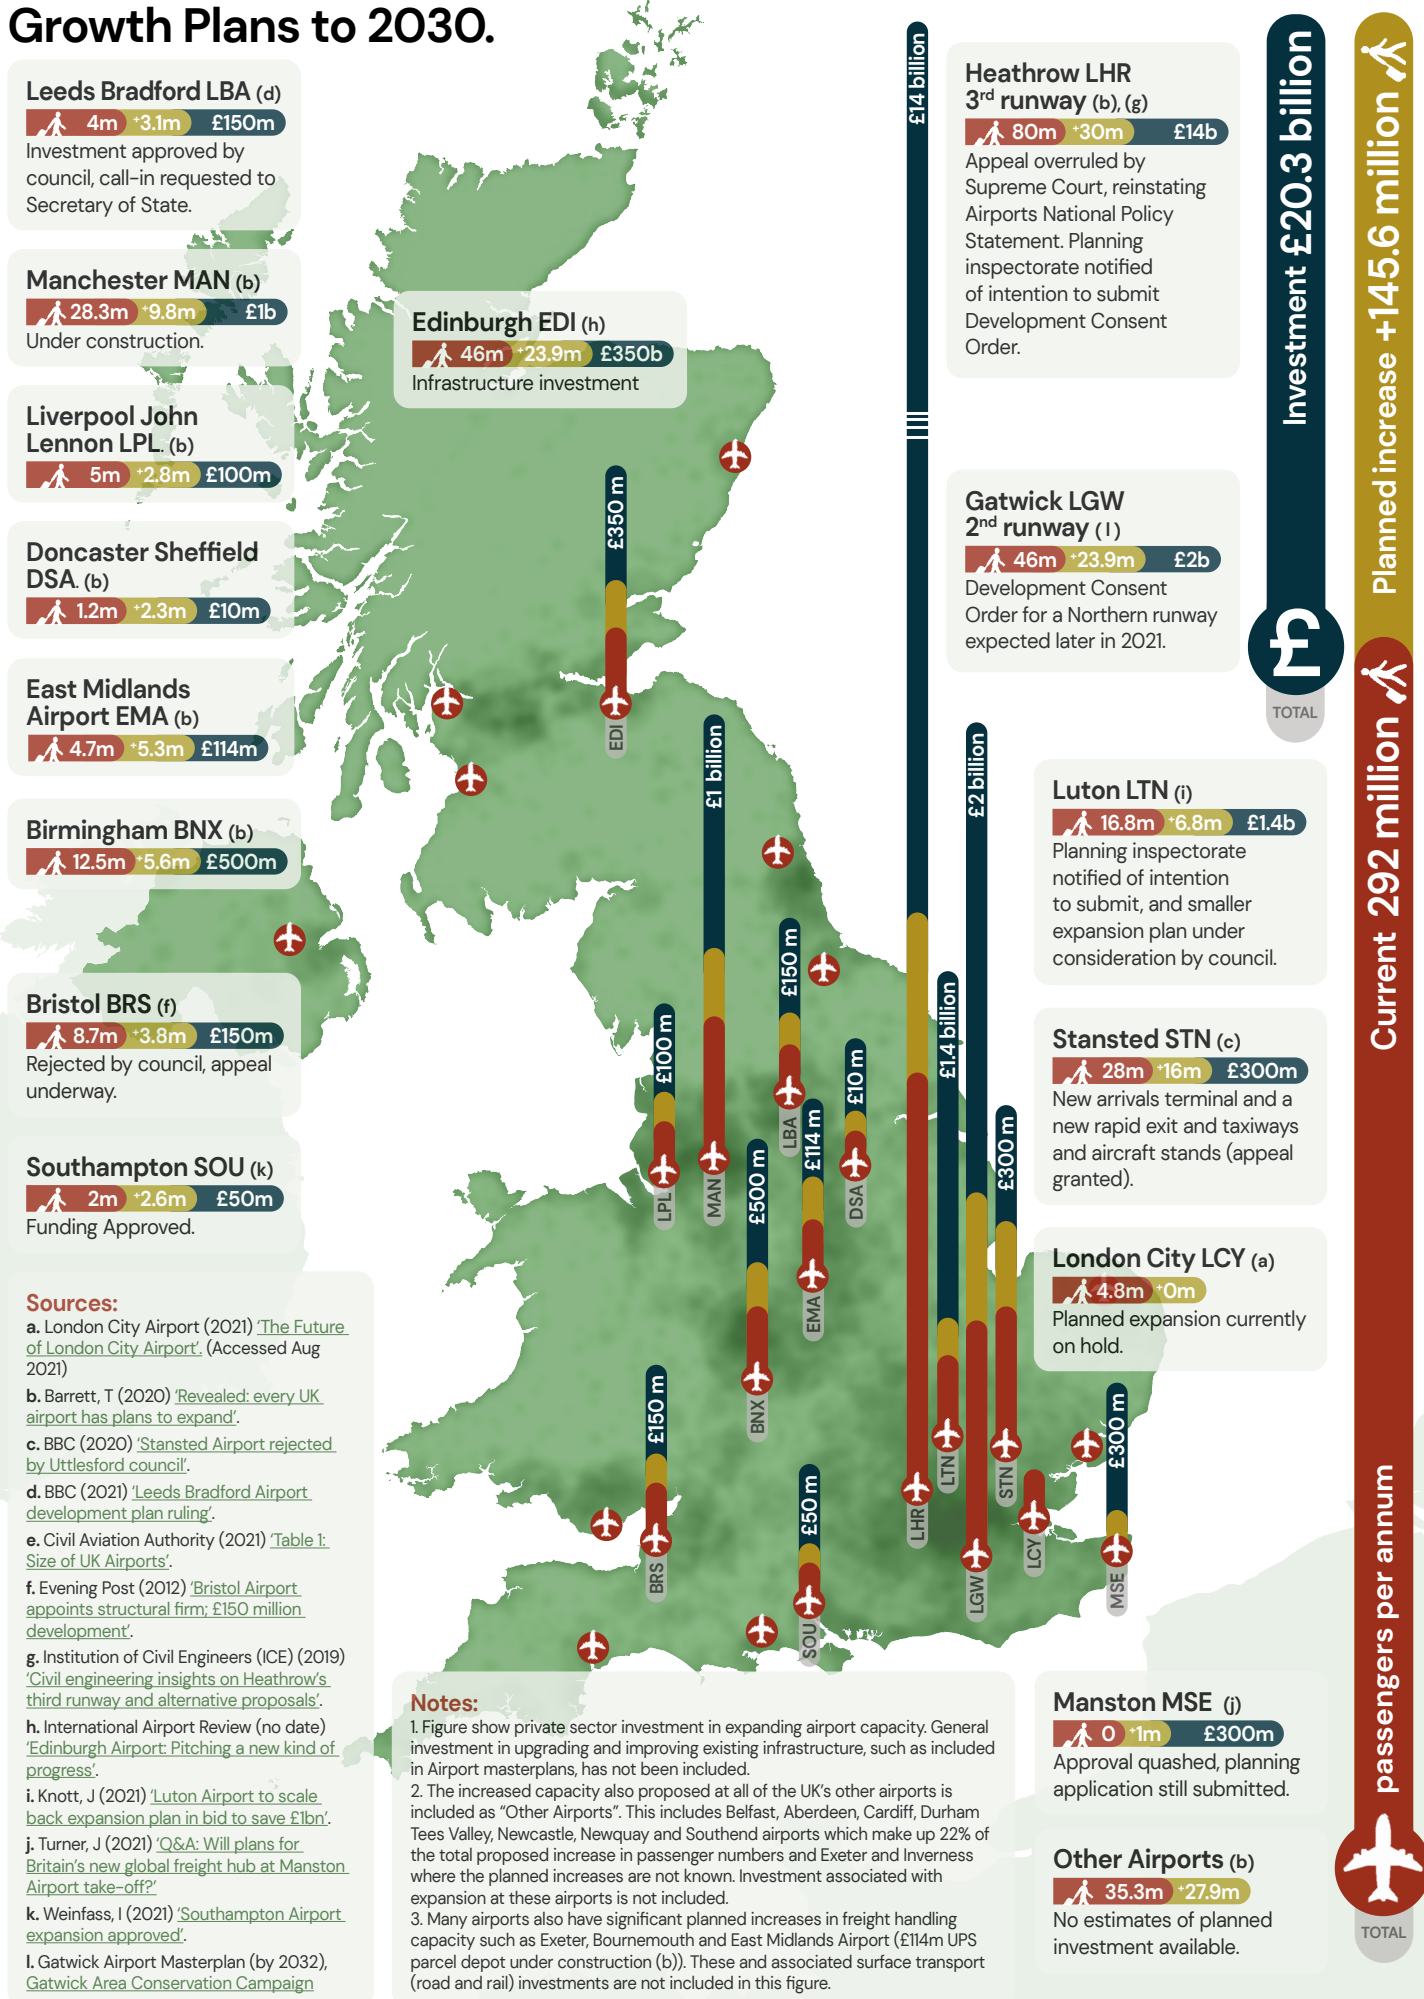 Growth Plans to 2030.
Leeds Bradford LBA (d)
4m +3.1m £150m
Investment approved by
council, call-in requested to
Secretary of State.
Manchester MAN (b)
28.3m +9.8m £1b
Under construction.
Liverpool John
Lennon LPL. (b)
5m +2.8m £100m
Doncaster Sheffield
DSA. (b)
1.2m +2.3m £10m
East Midlands
Airport EMA (b)
4.7m +5.3m £114m
Birmingham BNX (b)
12.5m +5.6m £500m
Bristol BRS (f)
8.7m +3.8m £150m
Rejected by council, appeal
underway.
Southampton SOU (k)
2m +2.6m £50m
Funding Approved.
Edinburgh EDI (h)
46m +23.9m £350b
Infrastructure investment
Heathrow LHR
3rd runway (b), (g)
80m +30m £14b
Appeal overruled by
Supreme Court, reinstating
Airports National Policy
Statement. Planning
inspectorate notified
of intention to submit
Development Consent
Order.
Gatwick LGW
2nd runway (l)
46m +23.9m £2b
Development Consent
Order for a Northern runway
expected later in 2021.
Luton LTN (i)
16.8m +6.8m £1.4b
Planning inspectorate
notified of intention
to submit, and smaller
expansion plan under
consideration by council.
Stansted STN (c)
28m +16m £300m
New arrivals terminal and a
new rapid exit and taxiways
and aircraft stands (appeal
granted).
London City LCY (a)
4.8m +0m
Planned expansion currently
on hold.
Manston MSE (j)
0 +1m £300m
Approval quashed, planning
application still submitted.
Other Airports (b)
35.3m +27.9m
No estimates of planned
investment available.
£350 m
EDI
£1 billion
MAN
£100 m
LPL
£150 m
LBA
£10 m
DSA
£114 m
EMA
£500 m
BNX
£150 m
BRS
£50 m
SOU
£14 billion
LHR
£1.4 billion
LTN
£2 billion
LGW
£300 m
STN
LCY
£300 m
MSE
Investment £20.3 billion
£
TOTAL
Planned increase +145.6 million
Current 292 million
passengers per annum
TOTAL
Sources:
a. London City Airport (2021) ‘The Future
of London City Airport’. (Accessed Aug
2021)
b. Barrett, T (2020) ‘Revealed: every UK
airport has plans to expand’.
c. BBC (2020) ‘Stansted Airport rejected
by Uttlesford council’.
d. BBC (2021) ‘Leeds Bradford Airport
development plan ruling’.
e. Civil Aviation Authority (2021) ‘Table 1:
Size of UK Airports’.
f. Evening Post (2012) ‘Bristol Airport
appoints structural firm; £150 million
development’.
g. Institution of Civil Engineers (ICE) (2019)
‘Civil engineering insights on Heathrow’s
third runway and alternative proposals’.
h. International Airport Review (no date)
‘Edinburgh Airport: Pitching a new kind of
progress’.
i. Knott, J (2021) ‘Luton Airport to scale
back expansion plan in bid to save £1bn’.
j. Turner, J (2021) ‘Q&A: Will plans for
Britain’s new global freight hub at Manston
Airport take-off?’
k. Weinfass, I (2021) ‘Southampton Airport
expansion approved’.
l. Gatwick Airport Masterplan (by 2032),
Gatwick Area Conservation Campaign
Notes:
1. Figure show private sector investment in expanding airport capacity. General
investment in upgrading and improving existing infrastructure, such as included
in Airport masterplans, has not been included.
2. The increased capacity also proposed at all of the UK’s other airports is
included as “Other Airports”. This includes Belfast, Aberdeen, Cardiff, Durham
Tees Valley, Newcastle, Newquay and Southend airports which make up 22% of
the total proposed increase in passenger numbers and Exeter and Inverness
where the planned increases are not known. Investment associated with
expansion at these airports is not included.
3. Many airports also have significant planned increases in freight handling
capacity such as Exeter, Bournemouth and East Midlands Airport (£114m UPS
parcel depot under construction (b)). These and associated surface transport
(road and rail) investments are not included in this figure.